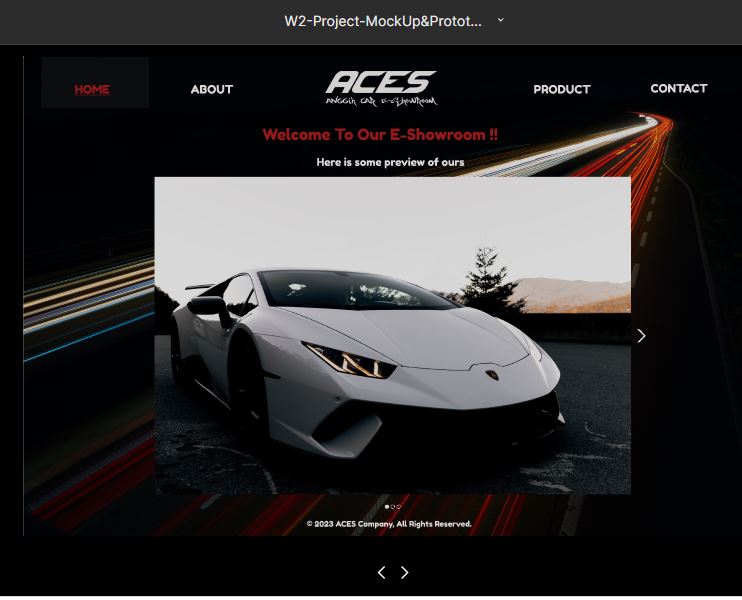 W2-Project-MockUp&Protot...
HOME
ABOUT
ACES
ANGGIH CAR E-SHOWROOM
PRODUCT
CONTACT
Welcome To Our E-Showroom !!
Here is some preview of ours
© 2023 ACES Company, All Rights Reserved.